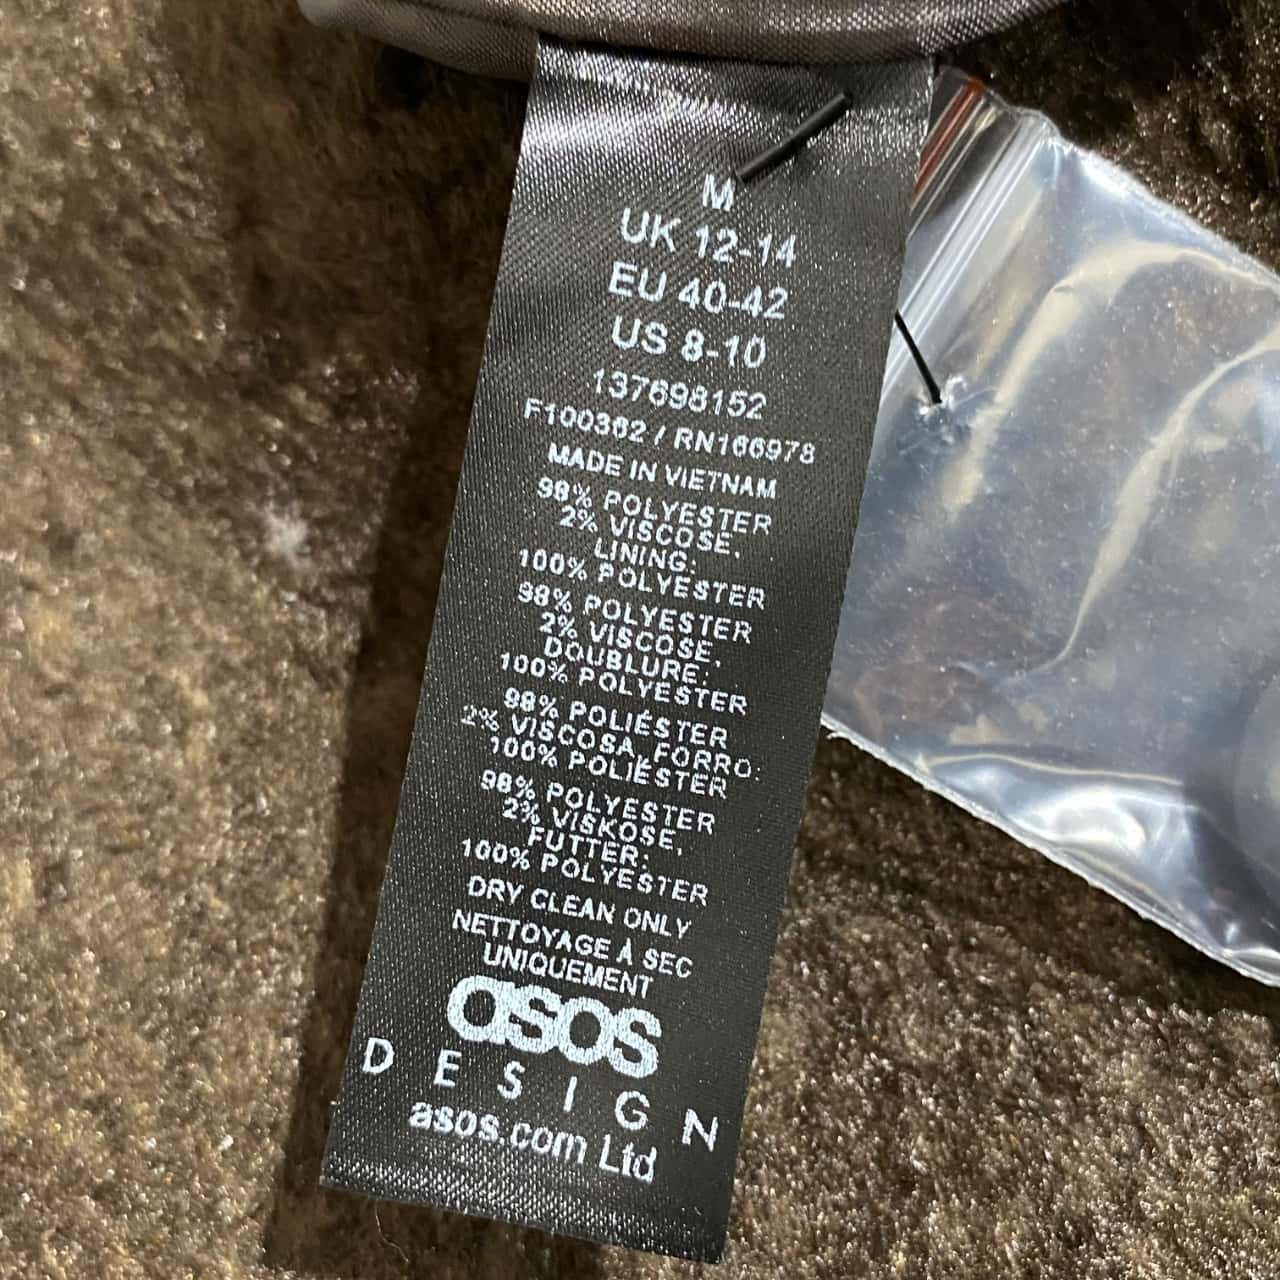 M
UK 12-14
EU 40-42
US 8-10
137698152
F100362 / RN166978
MADE IN VIETNAM
98% POLYESTER
2% VISCOSE,
LINING:
100% POLYESTER
98% POLYESTER
2% VISCOSE,
DOUBLURE:
100% POLYESTER
98% POLIÉSTER
2% VISCOSA, FORRO:
100% POLIÉSTER
98% POLYESTER
2% VISKOSE,
FUTTER:
100% POLYESTER
DRY CLEAN ONLY
NETTOYAGE À SEC
UNIQUEMENT
asos
DESIGN
asos.com Ltd